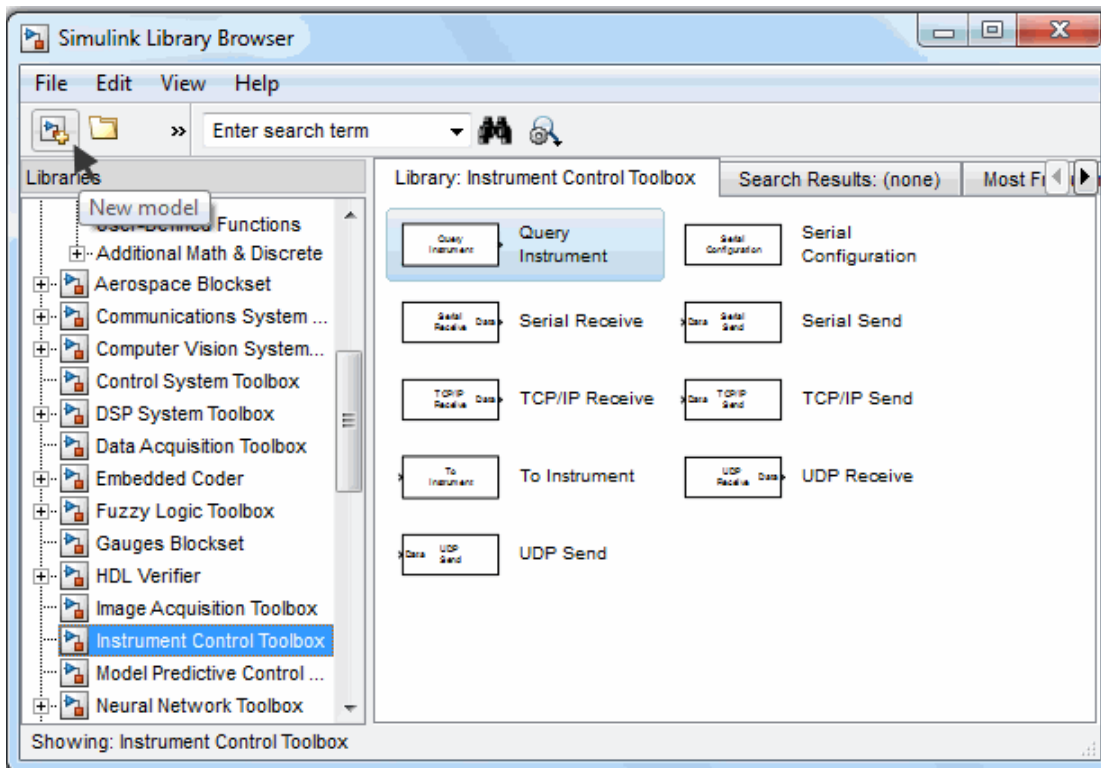 Simulink Library Browser
File Edit View Help
» Enter search term
Libraries
Library: Instrument Control Toolbox
Search Results: (none)
Most Fr
New model
User-Defined Functions
Additional Math & Discrete
Aerospace Blockset
Communications System ...
Computer Vision System...
Control System Toolbox
DSP System Toolbox
Data Acquisition Toolbox
Embedded Coder
Fuzzy Logic Toolbox
Gauges Blockset
HDL Verifier
Image Acquisition Toolbox
Instrument Control Toolbox
Model Predictive Control ...
Neural Network Toolbox
Query
Instrument
Query
Instrument
Serial
Configuration
Serial
Configuration
Serial
Receive Data
Serial Receive
Data Serial
Send
Serial Send
TCP/IP
Receive Data
TCP/IP Receive
Data TCP/IP
Send
TCP/IP Send
To
Instrument
To Instrument
UDP
Receive Data
UDP Receive
Data UDP
Send
UDP Send
Showing: Instrument Control Toolbox